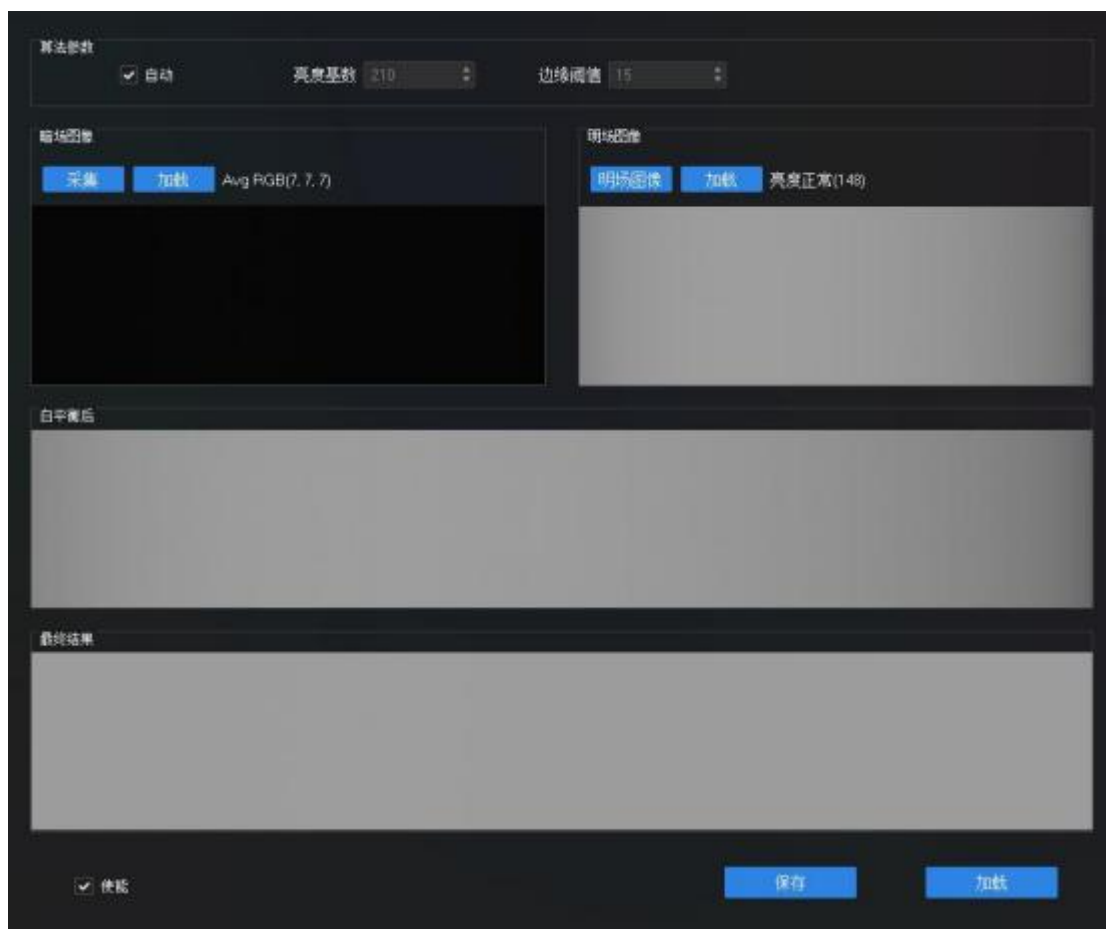 算法参数
自动 亮度基数 210 边缘阈值 15
暗场图像 明场图像
采集 加载 Avg RGB(7, 7, 7) 明场图像 加载 亮度正常(148)
白平衡后
最终结果
使能 保存 加载